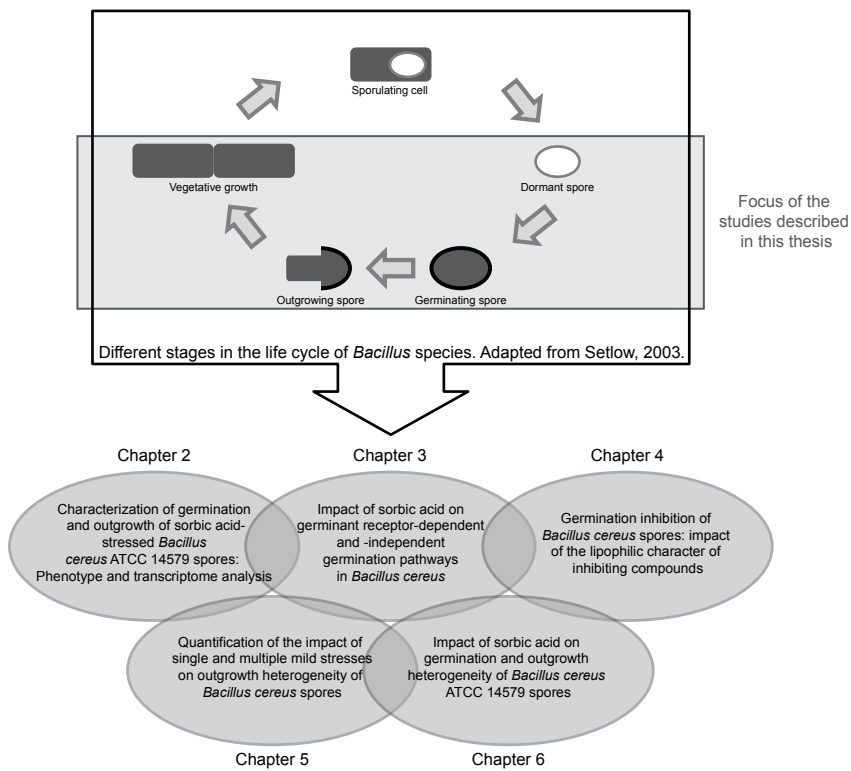 Sporulating cell
Vegetative growth
Dormant spore
Focus of the
studies described
in this thesis
Outgrowing spore
Germinating spore
Different stages in the life cycle of Bacillus species. Adapted from Setlow, 2003.
Chapter 2
Chapter 3
Chapter 4
Characterization of germination
and outgrowth of sorbic acid-
stressed Bacillus
cereus ATCC 14579 spores:
Phenotype and transcriptome analysis
Impact of sorbic acid on
germinant receptor-dependent
and -independent
germination pathways
in Bacillus cereus
Germination inhibition of
Bacillus cereus spores: impact
of the lipophilic character of
inhibiting compounds
Quantification of the impact of
single and multiple mild stresses
on outgrowth heterogeneity of
Bacillus cereus spores
Impact of sorbic acid on
germination and outgrowth
heterogeneity of Bacillus cereus
ATCC 14579 spores
Chapter 5
Chapter 6